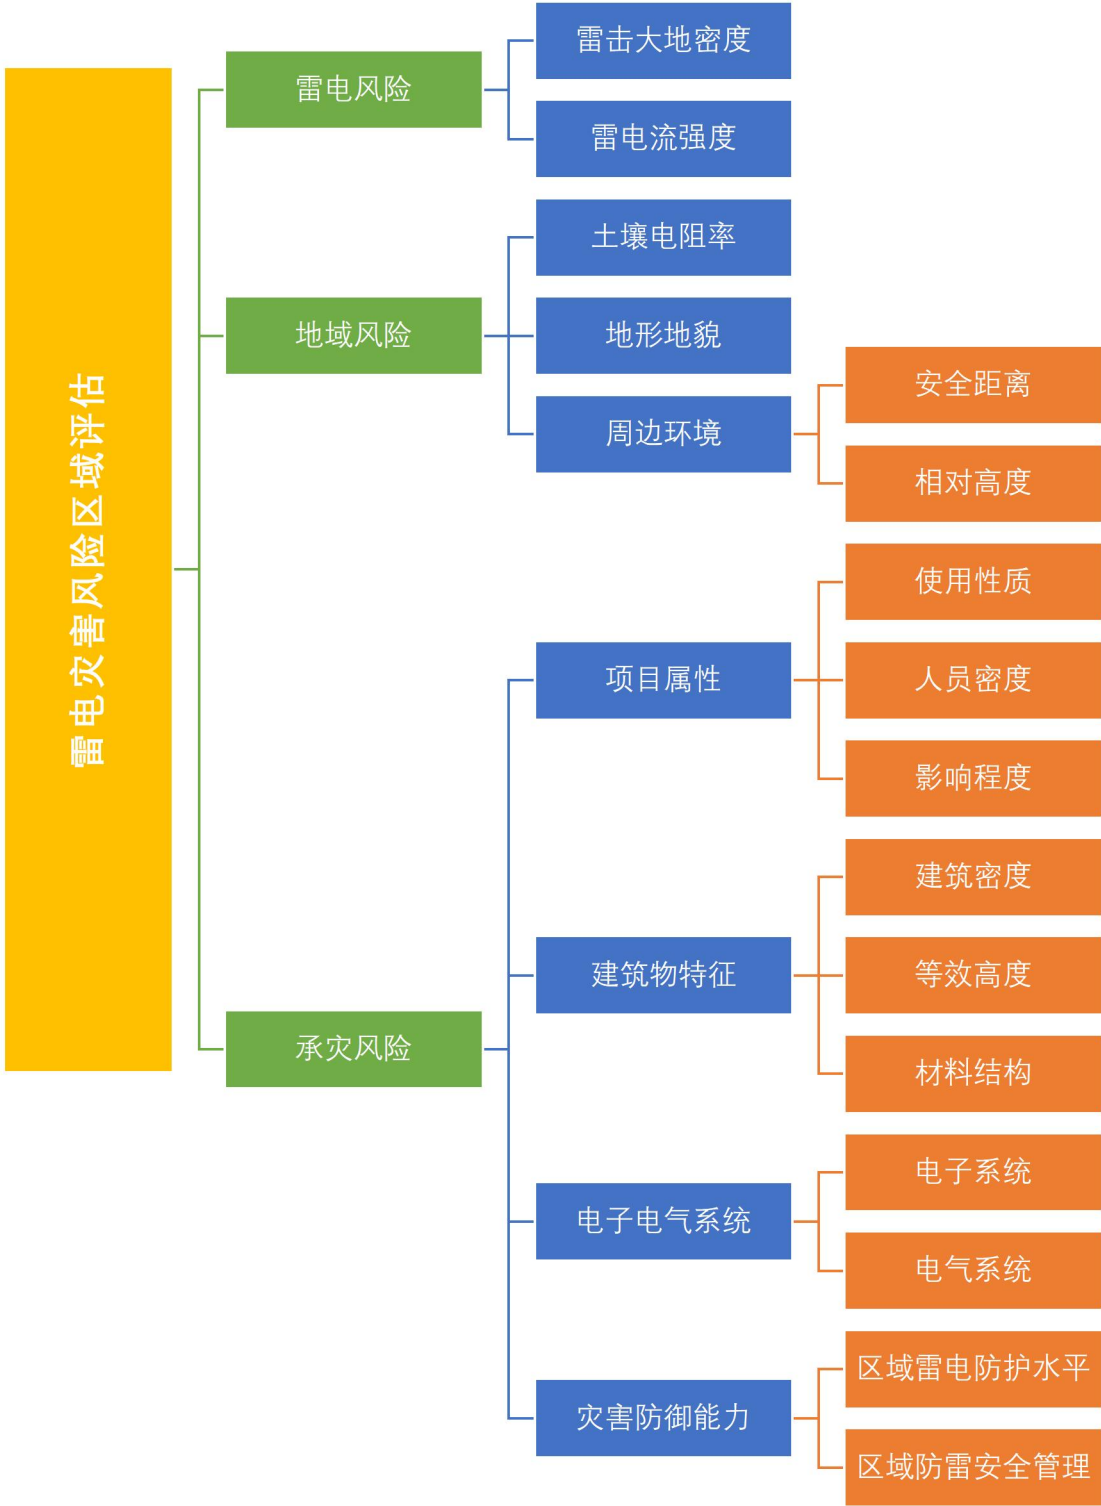 雷电灾害风险区域评估
雷电风险
雷击大地密度
雷电流强度
地域风险
土壤电阻率
地形地貌
周边环境
安全距离
相对高度
承灾风险
项目属性
使用性质
人员密度
影响程度
建筑物特征
建筑密度
等效高度
材料结构
电子电气系统
电子系统
电气系统
灾害防御能力
区域雷电防护水平
区域防雷安全管理